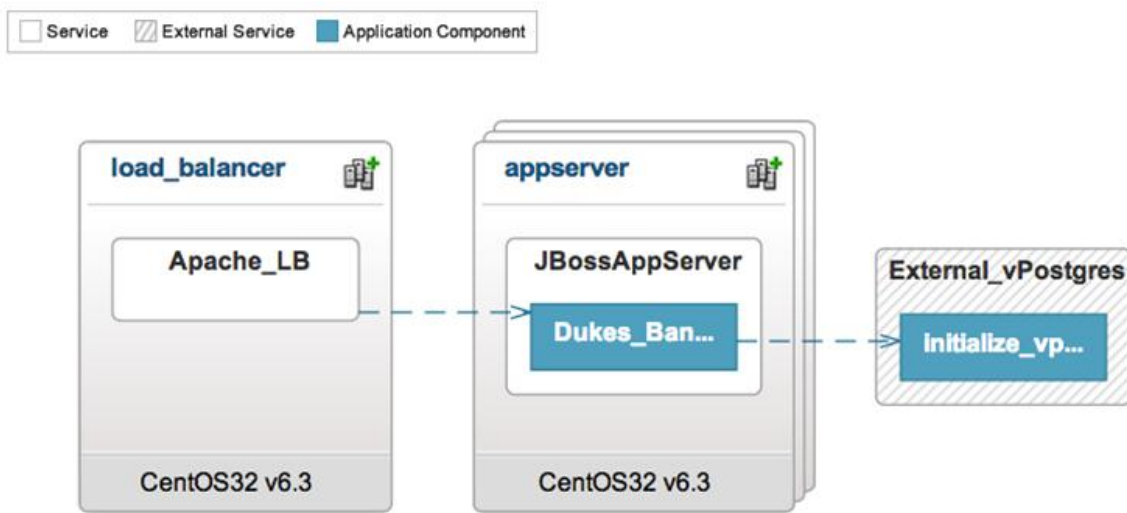 Service External Service Application Component
load_balancer
Apache_LB
CentOS32 v6.3
appserver
JBossAppServer
Dukes_Ban...
CentOS32 v6.3
External_vPostgres
initialize_vp...